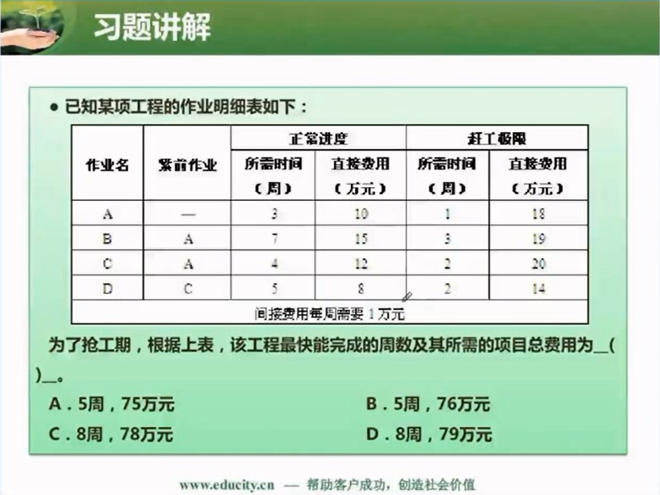 习题讲解
● 已知某项工程的作业明细表如下：
作业名 紧前作业 正常进度 赶工极限
所需时间（周） 直接费用（万元） 所需时间（周） 直接费用（万元）
A — 3 10 1 18
B A 7 15 3 19
C A 4 12 2 20
D C 5 8 2 14
间接费用每周需要1万元
为了抢工期，根据上表，该工程最快能完成的周数及其所需的项目总费用为__(
)__。
A．5周，75万元 B．5周，76万元
C．8周，78万元 D．8周，79万元
www.educity.cn — 帮助客户成功，创造社会价值